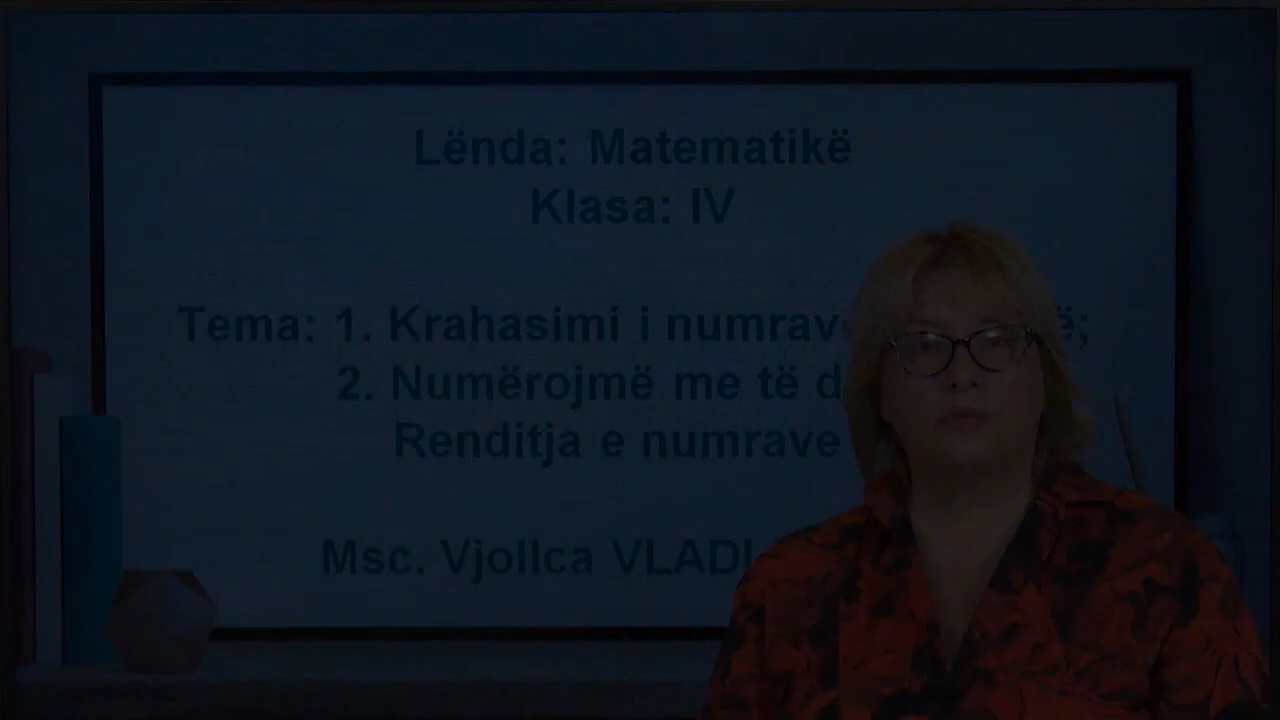 Lënda: Matematikë
Klasa: IV
Tema: 1. Krahasimi i numrave
2. Numërojmë me të
Renditja e numrave
Msc. Vjollca